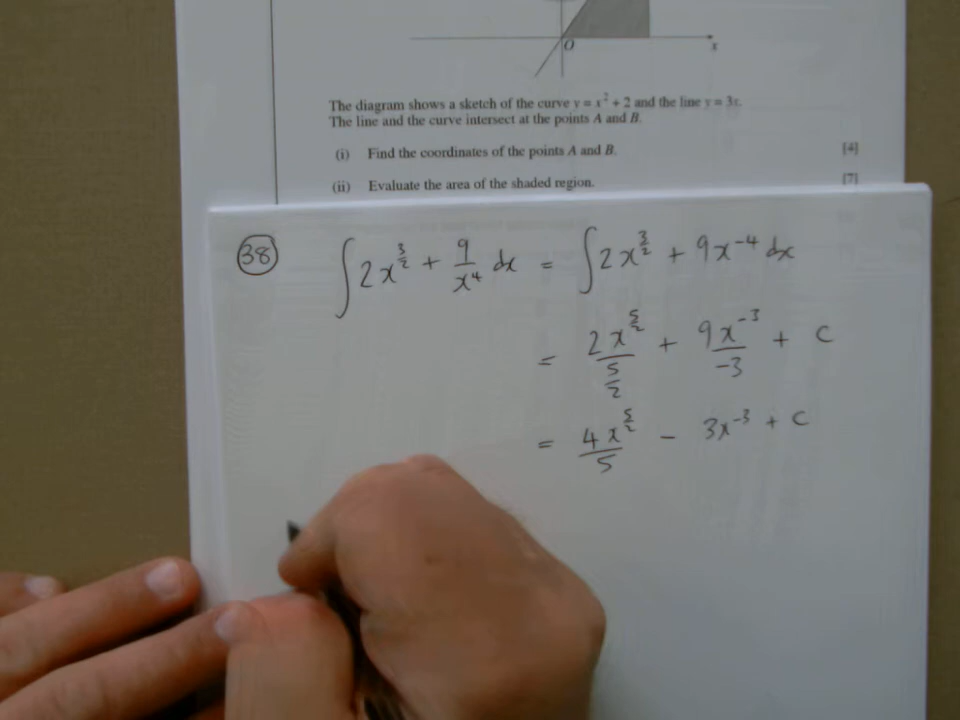 O
x
The diagram shows a sketch of the curve y = x² + 2 and the line y = 3x.
The line and the curve intersect at the points A and B.
(i) Find the coordinates of the points A and B. [4]
(ii) Evaluate the area of the shaded region. [7]
38 ∫2x^(3/2) + 9/x⁴ dx = ∫2x^(3/2) + 9x⁻⁴ dx
= 2x^(5/2)/(5/2) + 9x⁻³/-3 + c
= 4x^(5/2)/5 - 3x⁻³ + c